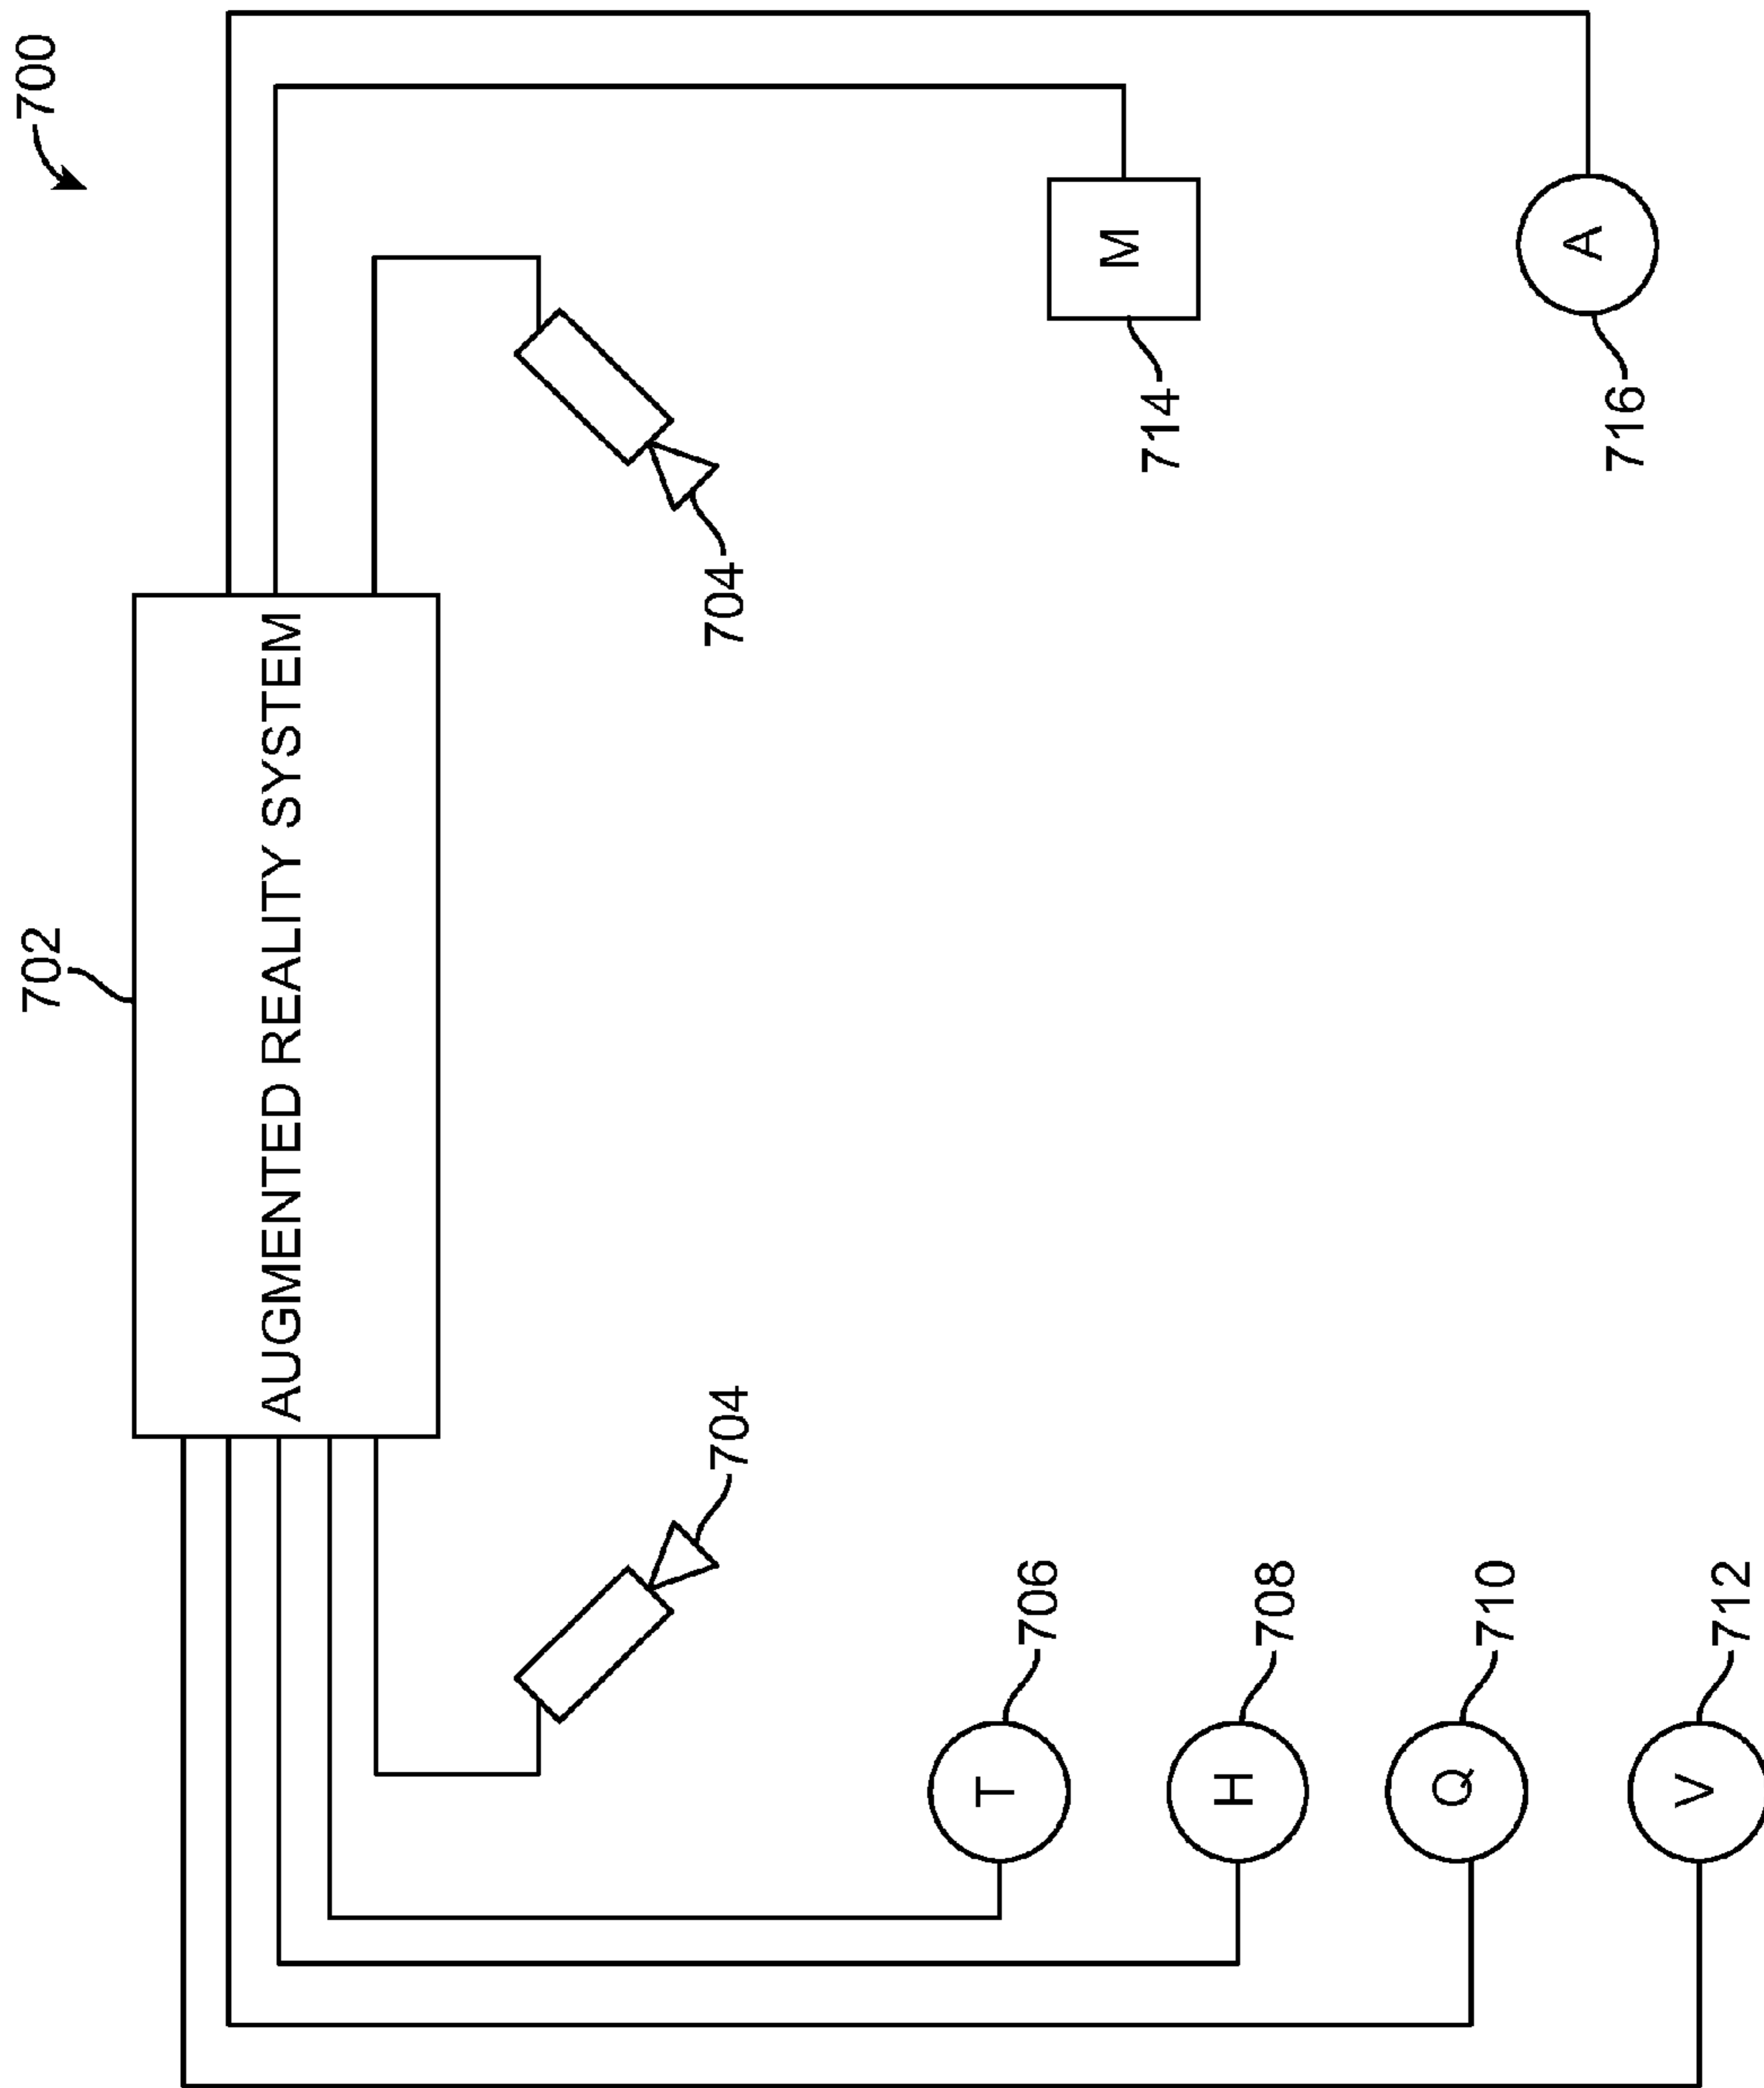 700
702
AUGMENTED REALITY SYSTEM
704
704
T
706
H
708
Q
710
V
712
M
714
A
716